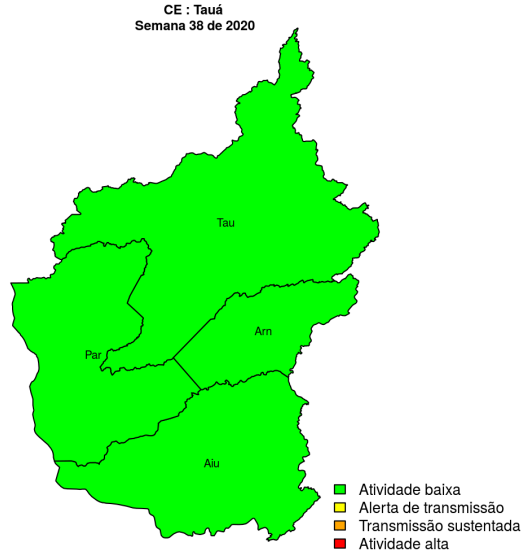 CE : Tauá
Semana 38 de 2020
Tau
Arn
Par
Aiu
Atividade baixa
Alerta de transmissão
Transmissão sustentada
Atividade alta